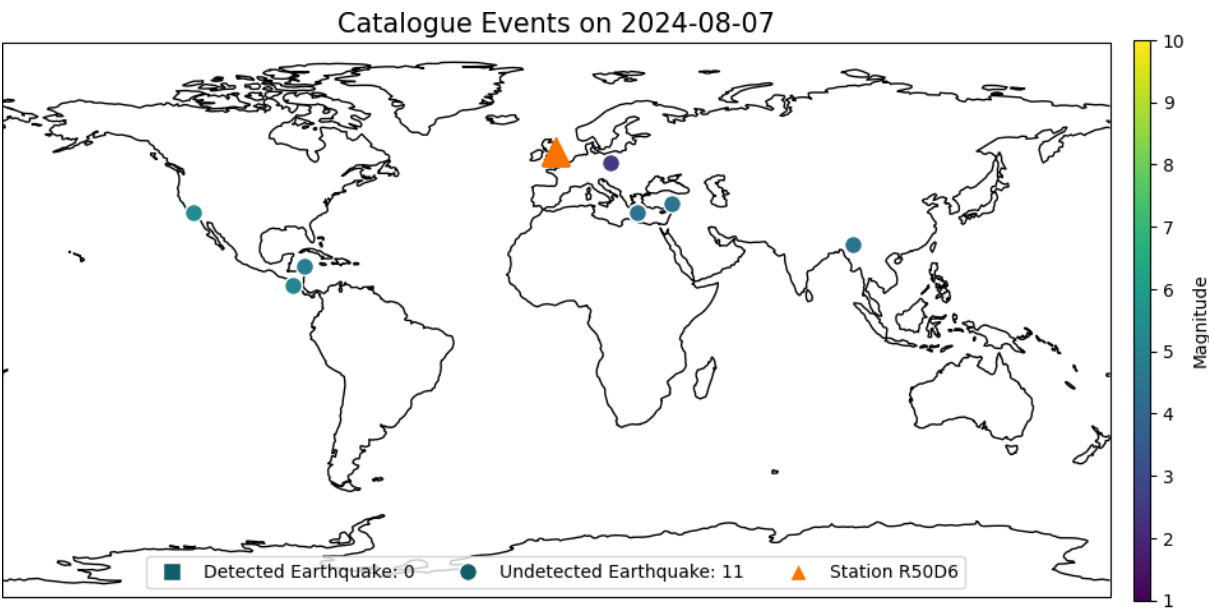 Catalogue Events on 2024-08-07
10
9
8
7
6
5
4
3
2
1
Magnitude
Detected Earthquake: 0
Undetected Earthquake: 11
Station R50D6